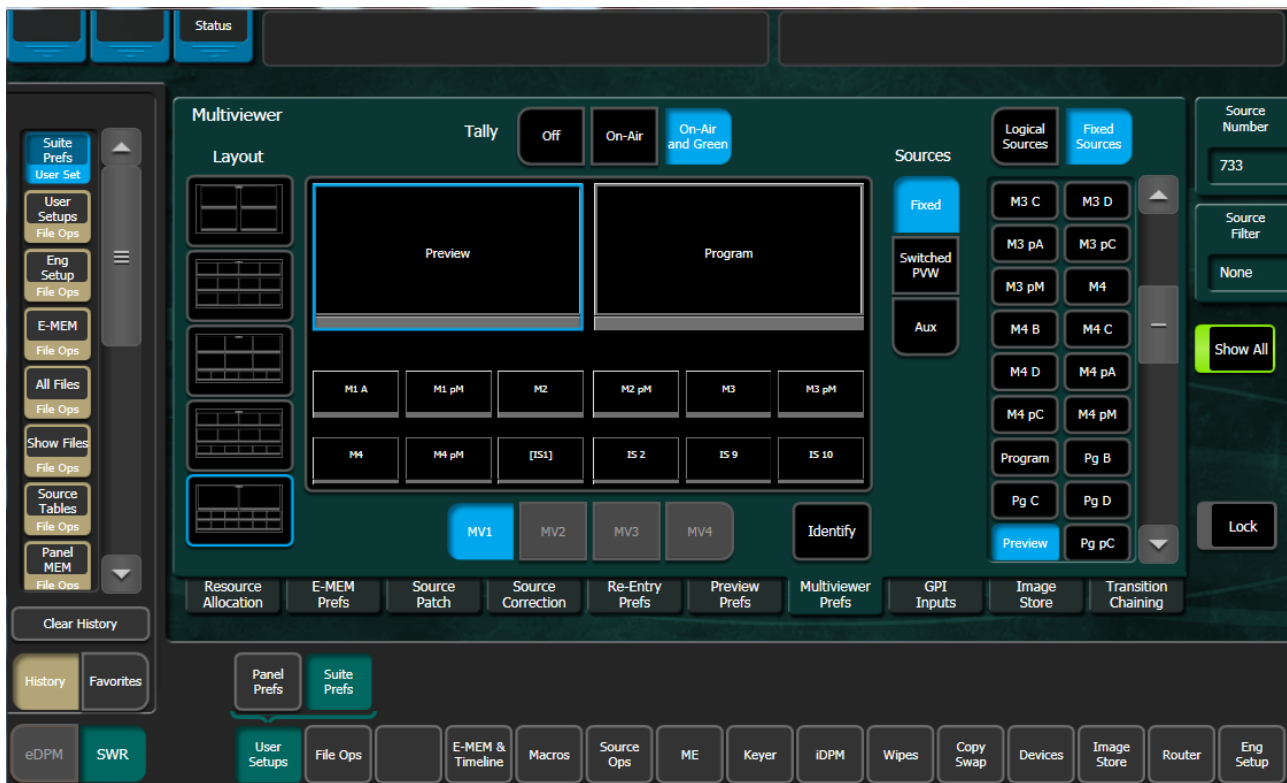 Status
Suite
Prefs
User Set
User
Setups
File Ops
Eng
Setup
File Ops
E-MEM
File Ops
All Files
File Ops
Show Files
File Ops
Source
Tables
File Ops
Panel
MEM
File Ops
Clear History
History
Favorites
eDPM
SWR
Multiviewer
Layout
Tally
Off
On-Air
On-Air
and Green
Preview
Program
M1 A
M1 pM
M2
M2 pM
M3
M3 pM
M4
M4 pM
[IS1]
IS 2
IS 9
IS 10
MV1
MV2
MV3
MV4
Identify
Sources
Fixed
Switched
PVW
Aux
Logical
Sources
Fixed
Sources
M3 C
M3 D
M3 pA
M3 pC
M3 pM
M4
M4 B
M4 C
M4 D
M4 pA
M4 pC
M4 pM
Program
Pg B
Pg C
Pg D
Preview
Pg pC
Source
Number
733
Source
Filter
None
Show All
Lock
Resource
Allocation
E-MEM
Prefs
Source
Patch
Source
Correction
Re-Entry
Prefs
Preview
Prefs
Multiviewer
Prefs
GPI
Inputs
Image
Store
Transition
Chaining
Panel
Prefs
Suite
Prefs
User
Setups
File Ops
E-MEM &
Timeline
Macros
Source
Ops
ME
Keyer
iDPM
Wipes
Copy
Swap
Devices
Image
Store
Router
Eng
Setup